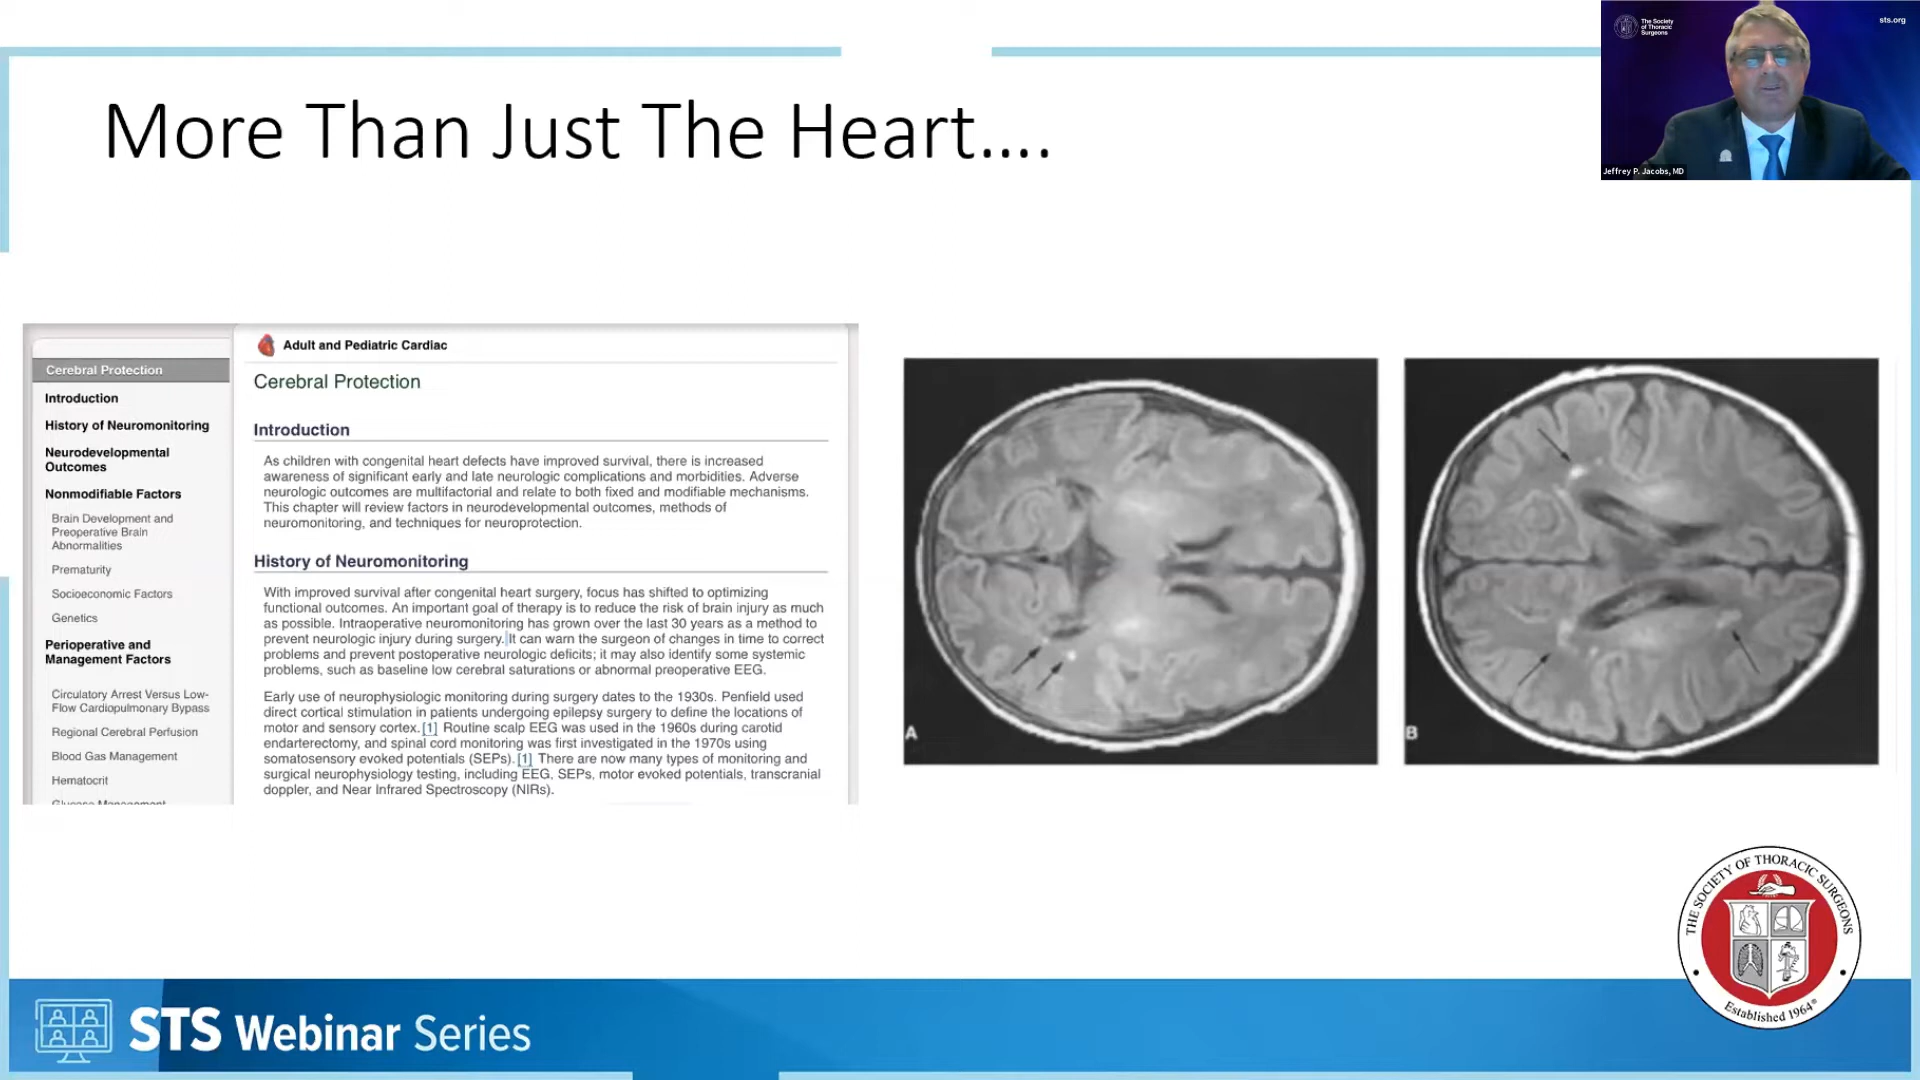 The Society
of Thoracic
Surgeons
sts.org
Jeffrey P. Jacobs, MD
More Than Just The Heart....
Cerebral Protection
Introduction
History of Neuromonitoring
Neurodevelopmental
Outcomes
Nonmodifiable Factors
Brain Development and
Preoperative Brain
Abnormalities
Prematurity
Socioeconomic Factors
Genetics
Perioperative and
Management Factors
Circulatory Arrest Versus Low-
Flow Cardiopulmonary Bypass
Regional Cerebral Perfusion
Blood Gas Management
Hematocrit
Glucose Management
Adult and Pediatric Cardiac
Cerebral Protection
Introduction
As children with congenital heart defects have improved survival, there is increased
awareness of significant early and late neurologic complications and morbidities. Adverse
neurologic outcomes are multifactorial and relate to both fixed and modifiable mechanisms.
This chapter will review factors in neurodevelopmental outcomes, methods of
neuromonitoring, and techniques for neuroprotection.
History of Neuromonitoring
With improved survival after congenital heart surgery, focus has shifted to optimizing
functional outcomes. An important goal of therapy is to reduce the risk of brain injury as much
as possible. Intraoperative neuromonitoring has grown over the last 30 years as a method to
prevent neurologic injury during surgery. It can warn the surgeon of changes in time to correct
problems and prevent postoperative neurologic deficits; it may also identify some systemic
problems, such as baseline low cerebral saturations or abnormal preoperative EEG.
Early use of neurophysiologic monitoring during surgery dates to the 1930s. Penfield used
direct cortical stimulation in patients undergoing epilepsy surgery to define the locations of
motor and sensory cortex.[1] Routine scalp EEG was used in the 1960s during carotid
endarterectomy, and spinal cord monitoring was first investigated in the 1970s using
somatosensory evoked potentials (SEPs).[1] There are now many types of monitoring and
surgical neurophysiology testing, including EEG, SEPs, motor evoked potentials, transcranial
doppler, and Near Infrared Spectroscopy (NIRs).
A
B
THE SOCIETY OF THORACIC SURGEONS
Established 1964®
STS Webinar Series